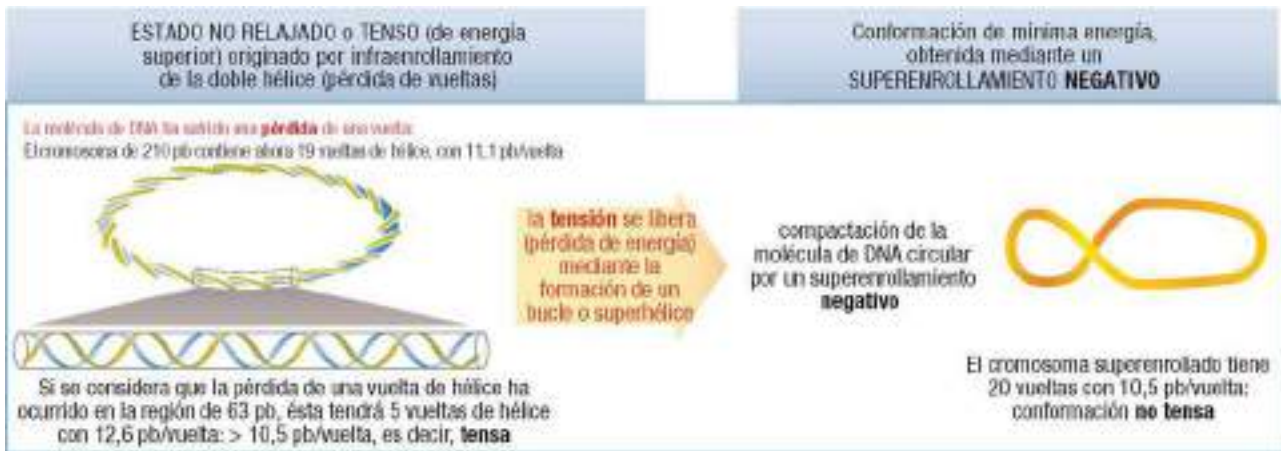 ESTADO NO RELAJADO o TENSO (de energía
superior) originado por infraenrollamiento
de la doble hélice (pérdida de vueltas)
Conformación de mínima energía,
obtenida mediante un
SUPERENROLLAMIENTO NEGATIVO
La molécula de DNA ha sufrido una pérdida de una vuelta:
El cromosoma de 210 pb contiene ahora 19 vueltas de hélice, con 11,1 pb/vuelta
la tensión se libera
(pérdida de energía)
mediante la
formación de un
bucle o superhélice
compactación de la
molécula de DNA circular
por un superenrollamiento
negativo
Si se considera que la pérdida de una vuelta de hélice ha
ocurrido en la región de 63 pb, ésta tendrá 5 vueltas de hélice
con 12,6 pb/vuelta: > 10,5 pb/vuelta, es decir, tensa
El cromosoma superenrollado tiene
20 vueltas con 10,5 pb/vuelta:
conformación no tensa